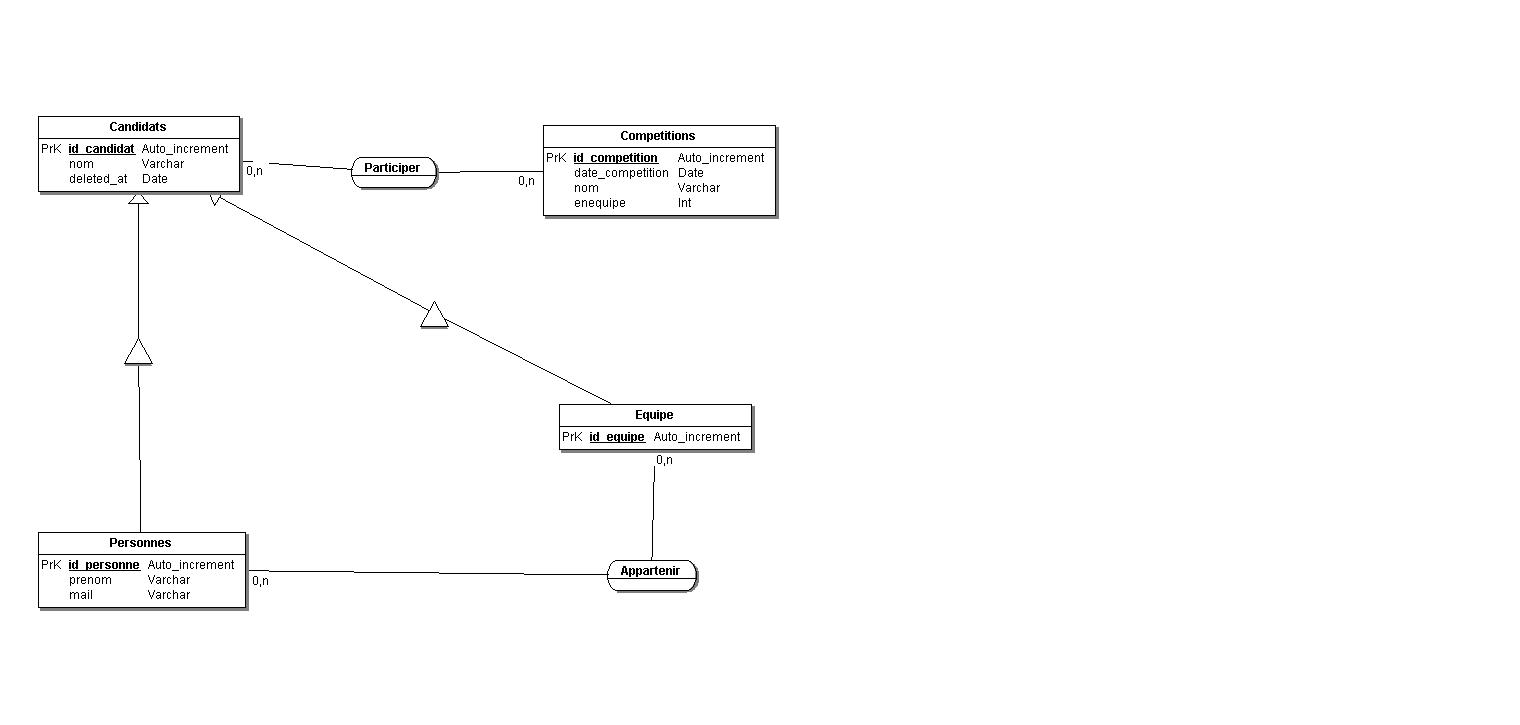 Candidats
PrK id_candidat Auto_increment
nom Varchar
deleted_at Date
0,n
Participer
0,n
Competitions
PrK id_competition Auto_increment
date_competition Date
nom Varchar
enequipe Int
Equipe
PrK id_equipe Auto_increment
0,n
Personnes
PrK id_personne Auto_increment
prenom Varchar
mail Varchar
0,n
Appartenir